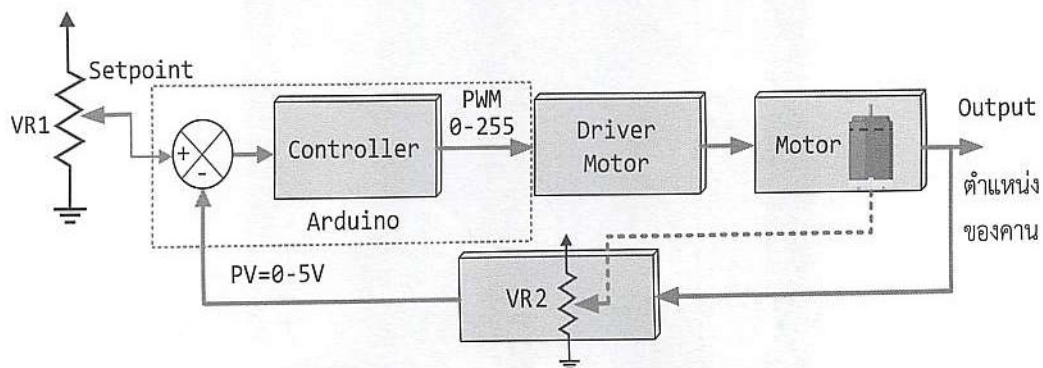 Setpoint
VR1
+
-
Controller
Arduino
PWM
0-255
Driver
Motor
Motor
Output
ตำแหน่ง
ของคาน
PV=0-5V
VR2